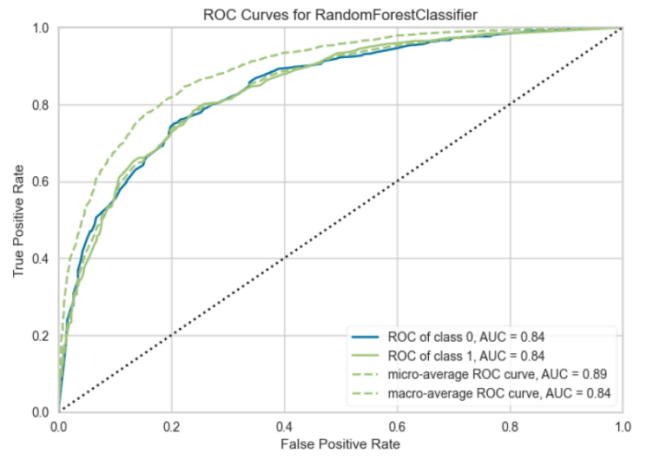 ROC Curves for RandomForestClassifier
1.0
0.8
0.6
0.4
0.2
0.0
True Positive Rate
ROC of class 0, AUC = 0.84
ROC of class 1, AUC = 0.84
micro-average ROC curve, AUC = 0.89
macro-average ROC curve, AUC = 0.84
0.0 0.2 0.4 0.6 0.8 1.0
False Positive Rate